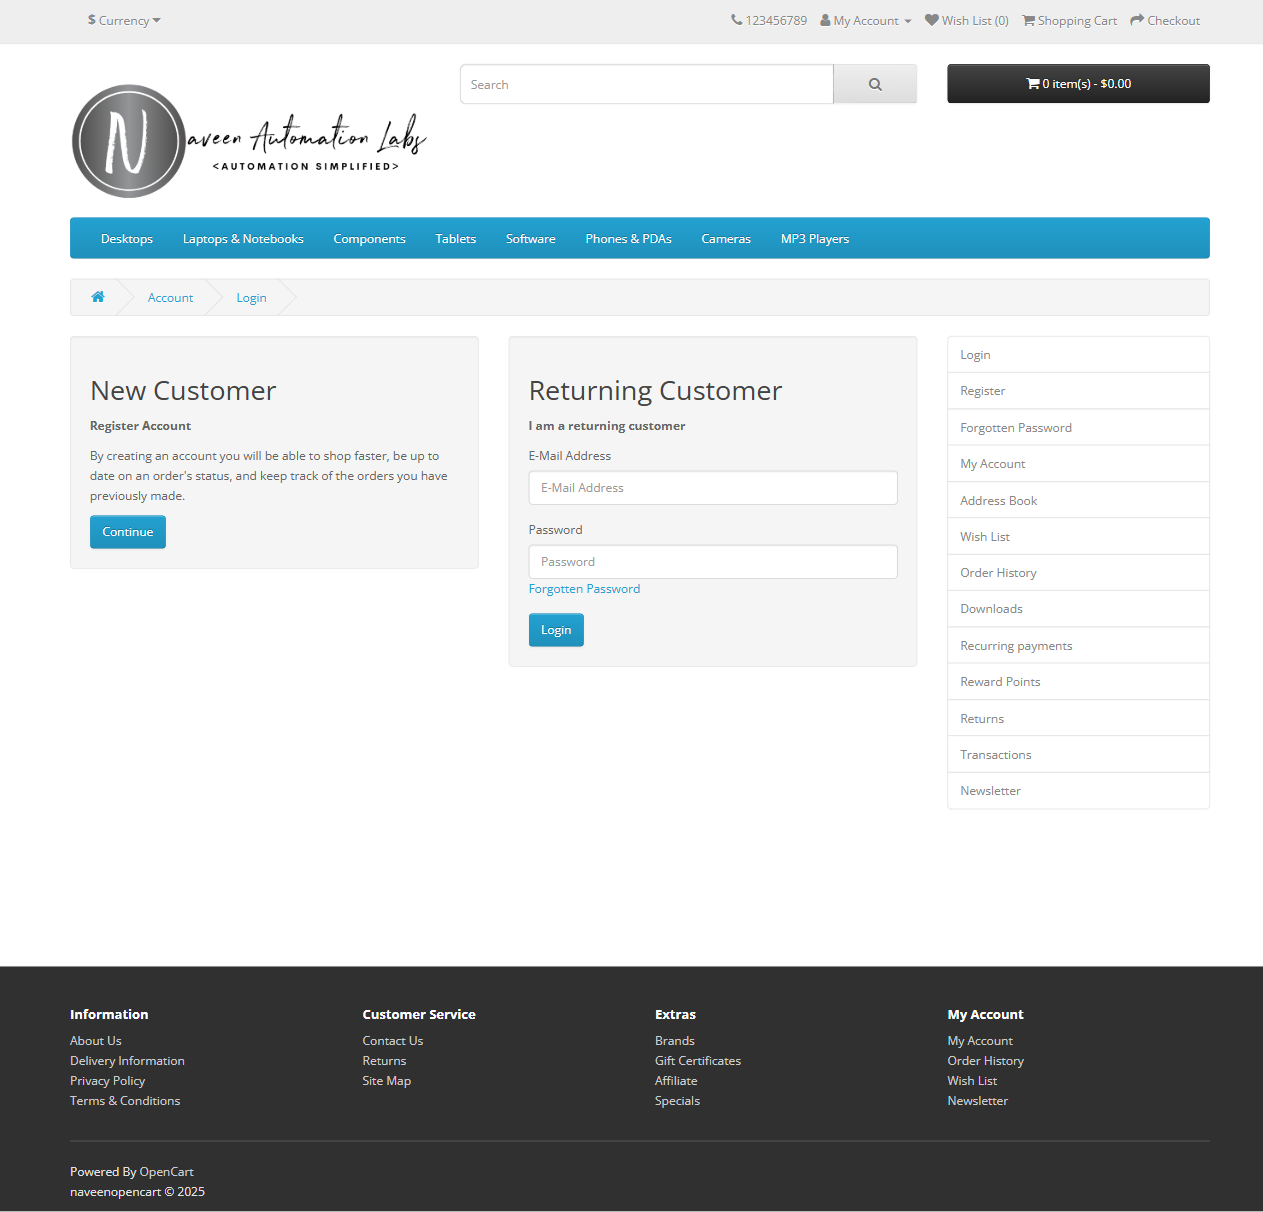 $ Currency
123456789 My Account Wish List (0) Shopping Cart Checkout
N
aveen Automation Labs
<AUTOMATION SIMPLIFIED>
Search
0 item(s) - $0.00
Desktops Laptops & Notebooks Components Tablets Software Phones & PDAs Cameras MP3 Players
Account Login
New Customer
Register Account
By creating an account you will be able to shop faster, be up to
date on an order's status, and keep track of the orders you have
previously made.
Continue
Returning Customer
I am a returning customer
E-Mail Address
E-Mail Address
Password
Password
Forgotten Password
Login
Login
Register
Forgotten Password
My Account
Address Book
Wish List
Order History
Downloads
Recurring payments
Reward Points
Returns
Transactions
Newsletter
Information
About Us
Delivery Information
Privacy Policy
Terms & Conditions
Customer Service
Contact Us
Returns
Site Map
Extras
Brands
Gift Certificates
Affiliate
Specials
My Account
My Account
Order History
Wish List
Newsletter
Powered By OpenCart
naveenopencart © 2025